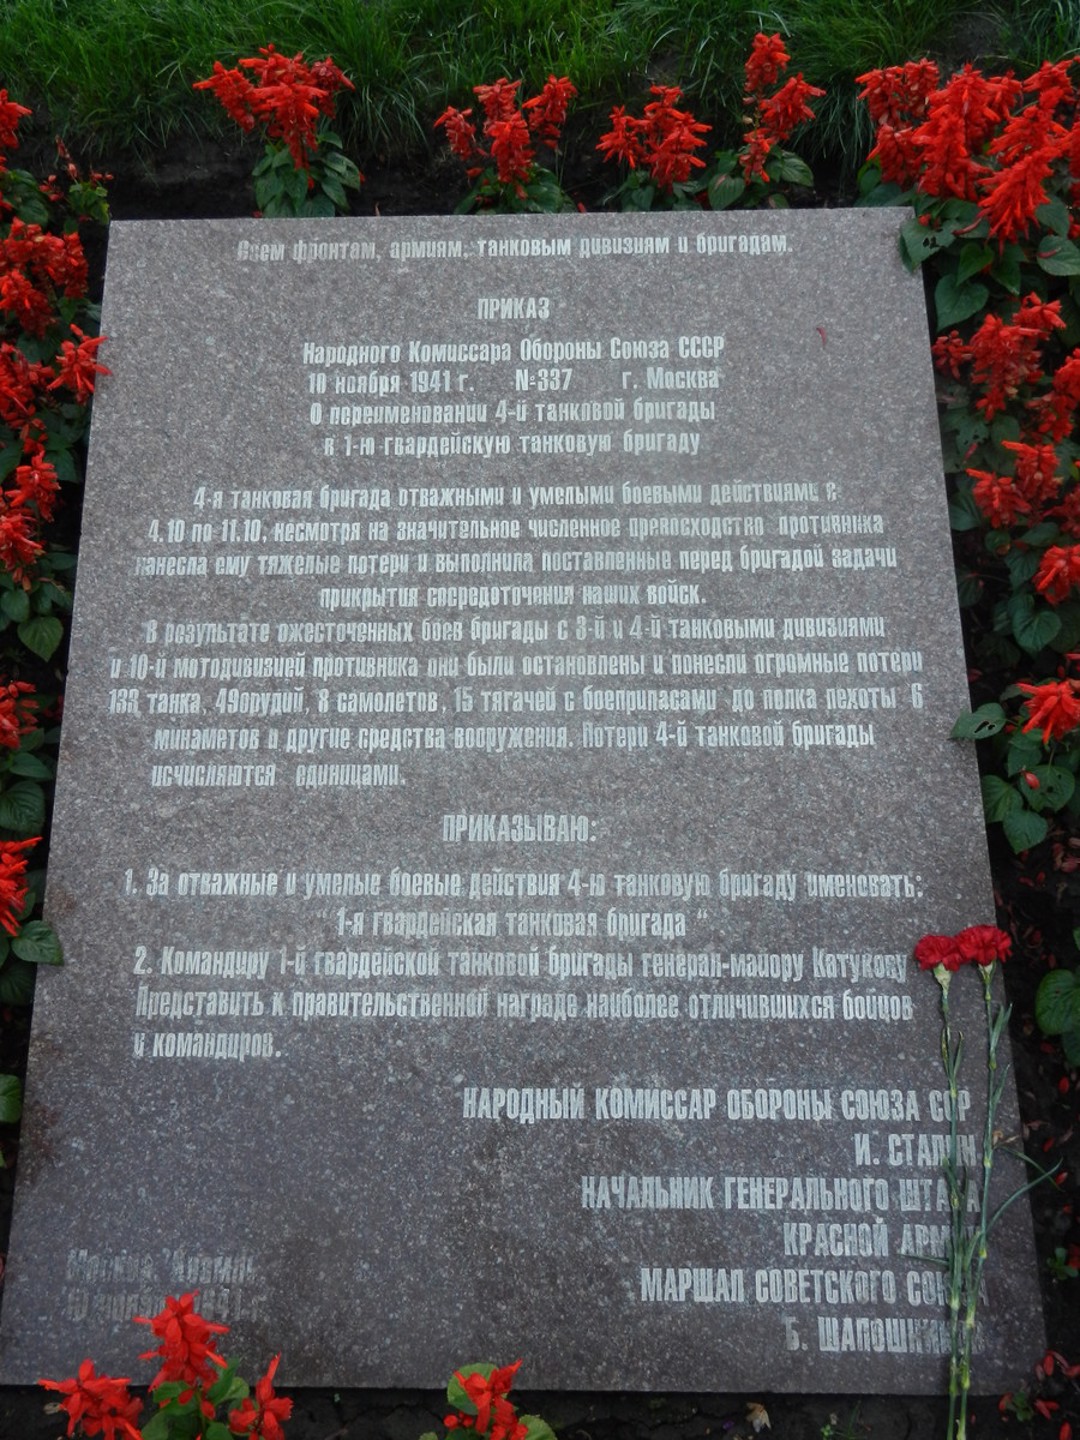 Всем фронтам, армиям, танковым дивизиям и бригадам.
ПРИКАЗ
Народного Комиссара Обороны Союза СССР
10 ноября 1941 г. №337 г. Москва
О переименовании 4-й танковой бригады
в 1-ю гвардейскую танковую бригаду
4-я танковая бригада отважными и умелыми боевыми действиями с
4.10 по 11.10, несмотря на значительное численное превосходство противника
нанесла ему тяжелые потери и выполнила поставленные перед бригадой задачи
прикрытия сосредоточения наших войск.
В результате ожесточенных боев бригады с 3-й и 4-й танковыми дивизиями
и 10-й мотодивизией противника они были остановлены и понесли огромные потери
133 танка, 49орудий, 8 самолетов, 15 тягачей с боеприпасами до полка пехоты 6
минаметов и другие средства вооружения. Потери 4-й танковой бригады
исчисляются единицами.
ПРИКАЗЫВАЮ:
1. За отважные и умелые боевые действия 4-ю танковую бригаду именовать:
" 1-я гвардейская танковая бригада "
2. Командиру 1-й гвардейской танковой бригады генерал-майору Катукову
Представить к правительственной награде наиболее отличившихся бойцов
и командиров.
НАРОДНЫЙ КОМИССАР ОБОРОНЫ СОЮЗА ССР
И. СТАЛИН
НАЧАЛЬНИК ГЕНЕРАЛЬНОГО ШТАБА
КРАСНОЙ АРМИИ
МАРШАЛ СОВЕТСКОГО СОЮЗА
Б. ШАПОШНИКОВ
Москва, Кремль
10 ноября 1941 г.